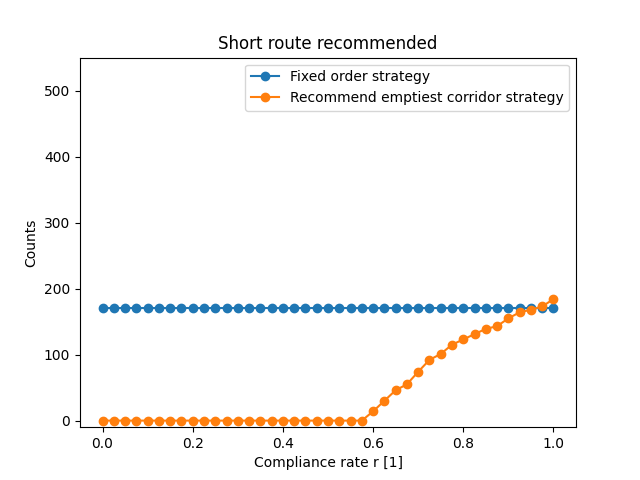 Short route recommended
Fixed order strategy
Recommend emptiest corridor strategy
Counts
500
400
300
200
100
0
0.0 0.2 0.4 0.6 0.8 1.0
Compliance rate r [1]